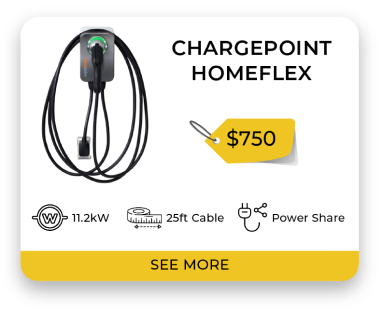 CHARGEPOINT
HOMEFLEX
$750
W
11.2kW
25ft Cable
Power Share
SEE MORE